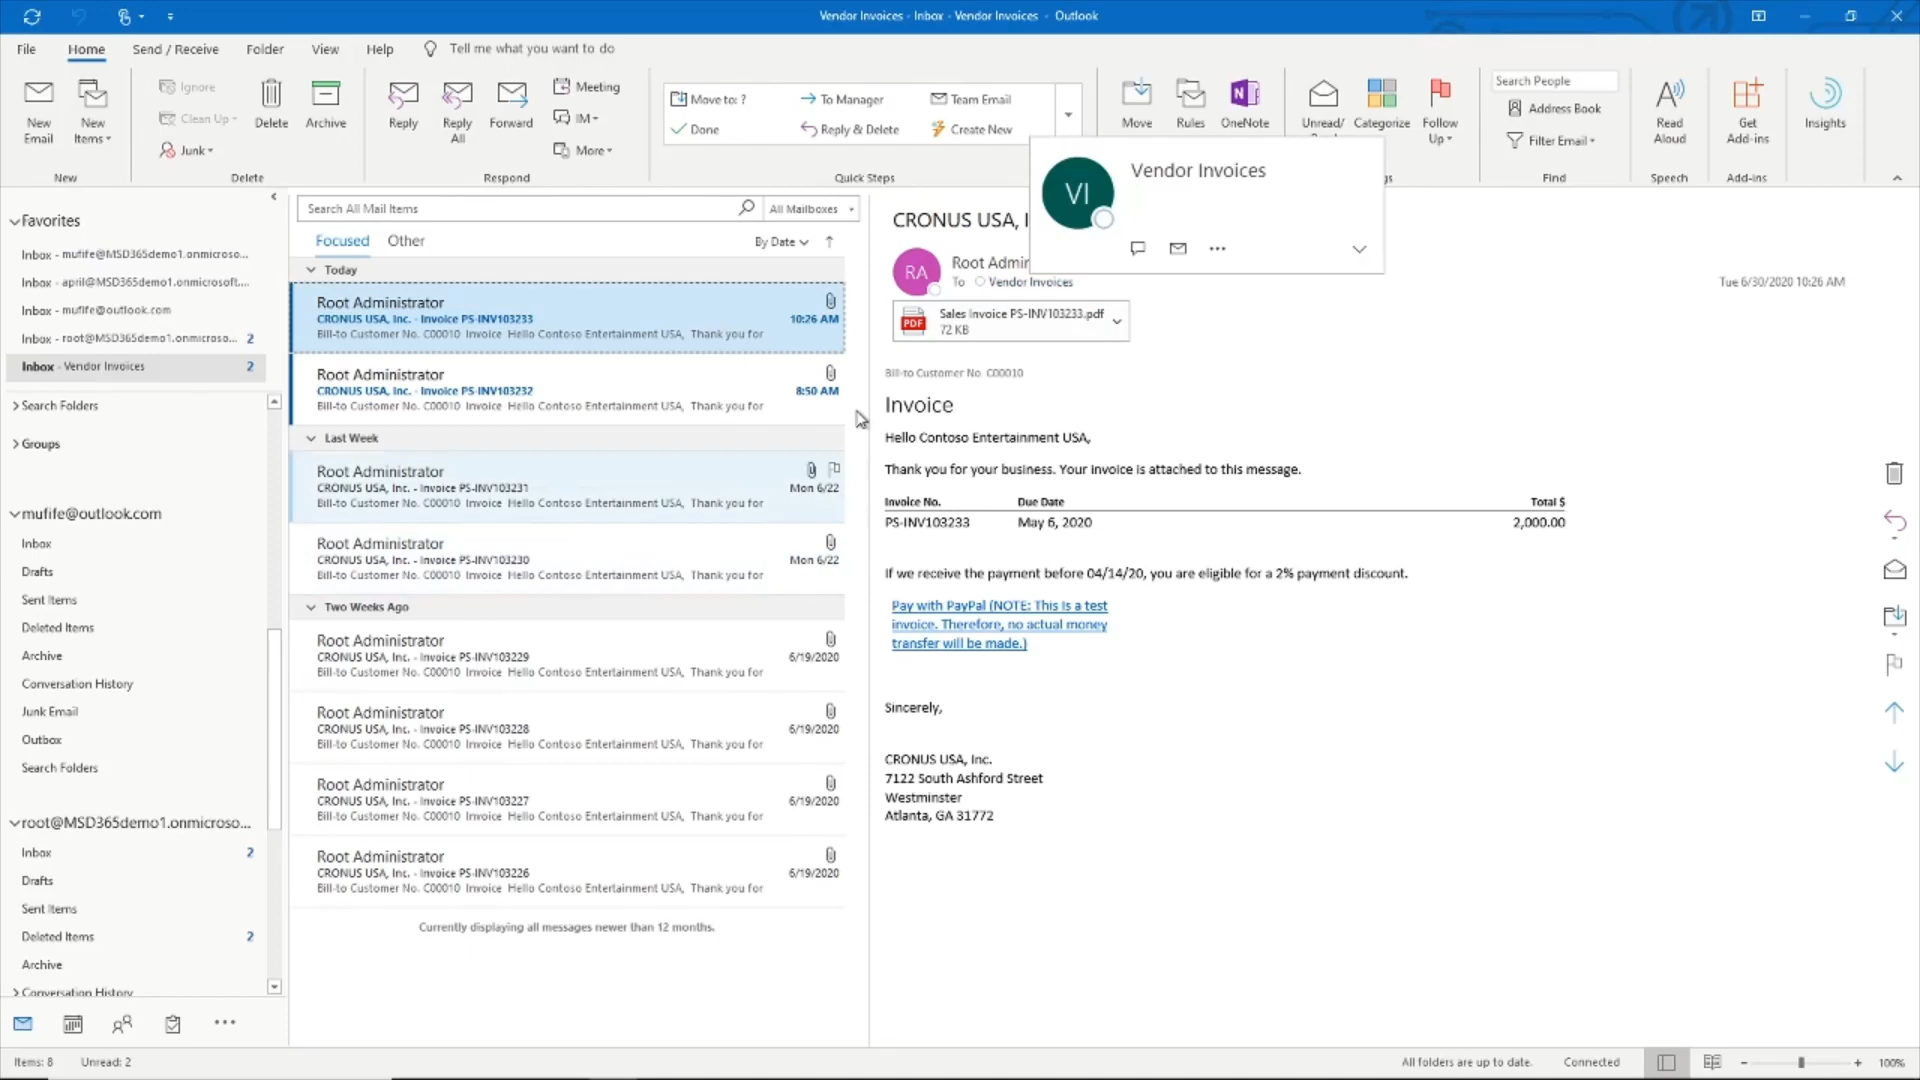 Vendor Invoices - Inbox - Vendor Invoices - Outlook
File Home Send / Receive Folder View Help Tell me what you want to do
New Email
New Items
New
Ignore
Clean Up
Junk
Delete
Archive
Delete
Reply
Reply All
Forward
Meeting
IM
More
Respond
Move to: ?
To Manager
Team Email
Done
Reply & Delete
Create New
Quick Steps
Move
Rules
OneNote
N
Unread/
Categorize
Follow Up
Search People
Address Book
Filter Email
Find
Read Aloud
Speech
Get Add-ins
Add-ins
Insights
VI
Vendor Invoices
Favorites
Inbox - mufife@MSD365demo1.onmicroso...
Inbox - april@MSD365demo1.onmicrosoft....
Inbox - mufife@outlook.com
Inbox - root@MSD365demo1.onmicroso... 2
Inbox - Vendor Invoices 2
Search Folders
Groups
mufife@outlook.com
Inbox
Drafts
Sent Items
Deleted Items
Archive
Conversation History
Junk Email
Outbox
Search Folders
root@MSD365demo1.onmicroso...
Inbox 2
Drafts
Sent Items
Deleted Items 2
Archive
Conversation History
Search All Mail Items
All Mailboxes
Focused Other By Date
Today
Root Administrator
CRONUS USA, Inc. - Invoice PS-INV103233 10:26 AM
Bill-to Customer No. C00010 Invoice Hello Contoso Entertainment USA, Thank you for
Root Administrator
CRONUS USA, Inc. - Invoice PS-INV103232 8:50 AM
Bill-to Customer No. C00010 Invoice Hello Contoso Entertainment USA, Thank you for
Last Week
Root Administrator
CRONUS USA, Inc. - Invoice PS-INV103231 Mon 6/22
Bill-to Customer No. C00010 Invoice Hello Contoso Entertainment USA, Thank you for
Root Administrator
CRONUS USA, Inc. - Invoice PS-INV103230 Mon 6/22
Bill-to Customer No. C00010 Invoice Hello Contoso Entertainment USA, Thank you for
Two Weeks Ago
Root Administrator
CRONUS USA, Inc. - Invoice PS-INV103229 6/19/2020
Bill-to Customer No. C00010 Invoice Hello Contoso Entertainment USA, Thank you for
Root Administrator
CRONUS USA, Inc. - Invoice PS-INV103228 6/19/2020
Bill-to Customer No. C00010 Invoice Hello Contoso Entertainment USA, Thank you for
Root Administrator
CRONUS USA, Inc. - Invoice PS-INV103227 6/19/2020
Bill-to Customer No. C00010 Invoice Hello Contoso Entertainment USA, Thank you for
Root Administrator
CRONUS USA, Inc. - Invoice PS-INV103226 6/19/2020
Bill-to Customer No. C00010 Invoice Hello Contoso Entertainment USA, Thank you for
Currently displaying all messages newer than 12 months.
CRONUS USA, I
RA
Root Admin
To Vendor Invoices
Tue 6/30/2020 10:26 AM
PDF
Sales Invoice PS-INV103233.pdf
72 KB
Bill-to Customer No. C00010
Invoice
Hello Contoso Entertainment USA,
Thank you for your business. Your invoice is attached to this message.
Invoice No. Due Date Total $
PS-INV103233 May 6, 2020 2,000.00
If we receive the payment before 04/14/20, you are eligible for a 2% payment discount.
Pay with PayPal (NOTE: This is a test
invoice. Therefore, no actual money
transfer will be made.)
Sincerely,
CRONUS USA, Inc.
7122 South Ashford Street
Westminster
Atlanta, GA 31772
Items: 8 Unread: 2 All folders are up to date. Connected 100%